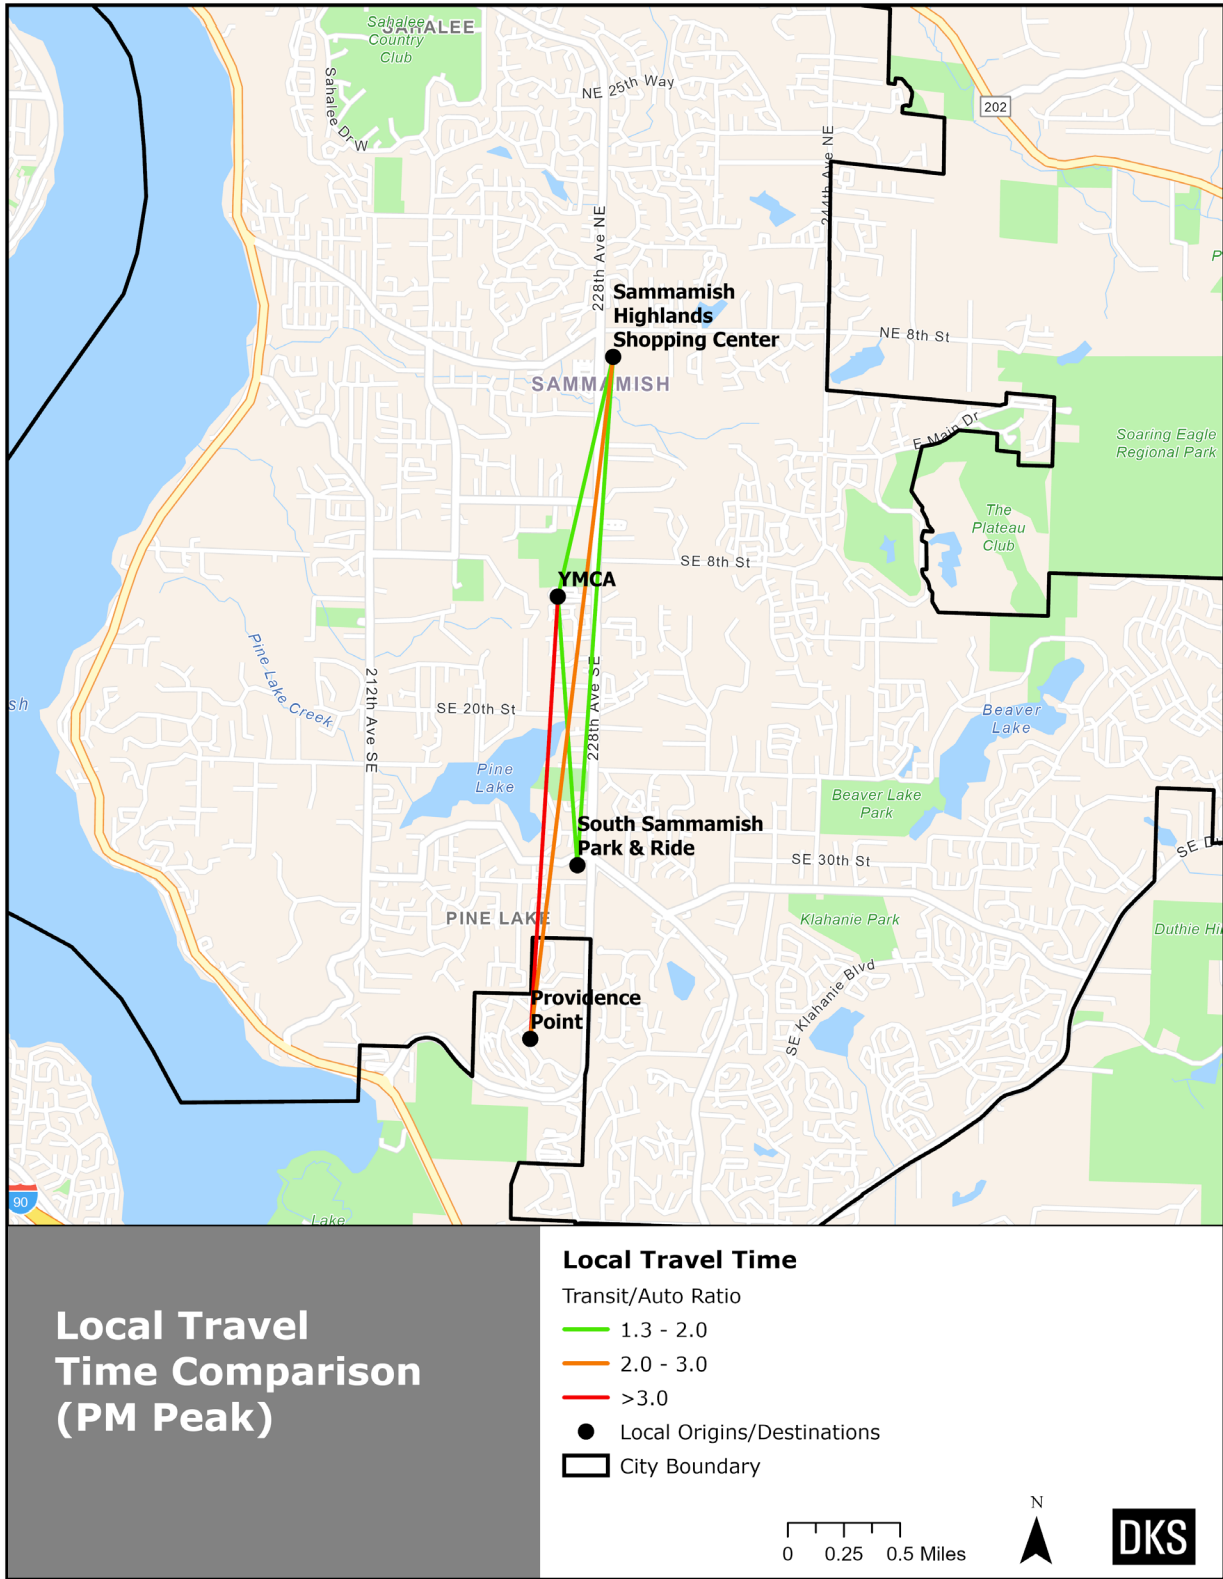 Sahalee
Country
Club
SAHALEE
Sahalee Dr W
NE 25th Way
202
244th Ave NE
228th Ave NE
Sammamish
Highlands
Shopping Center
NE 8th St
SAMMAMISH
E Main Dr
Soaring Eagle
Regional Park
The
Plateau
Club
SE 8th St
YMCA
Pine Lake Creek
212th Ave SE
228th Ave SE
SE 20th St
sh
Beaver
Lake
Pine
Lake
Beaver Lake
Park
South Sammamish
Park & Ride
SE 30th St
SE Du
PINE LAKE
Klahanie Park
Duthie Hi
SE Klahanie Blvd
Providence
Point
90
Lake
P
Local Travel
Time Comparison
(PM Peak)
Local Travel Time
Transit/Auto Ratio
1.3 - 2.0
2.0 - 3.0
>3.0
Local Origins/Destinations
City Boundary
N
0 0.25 0.5 Miles
DKS